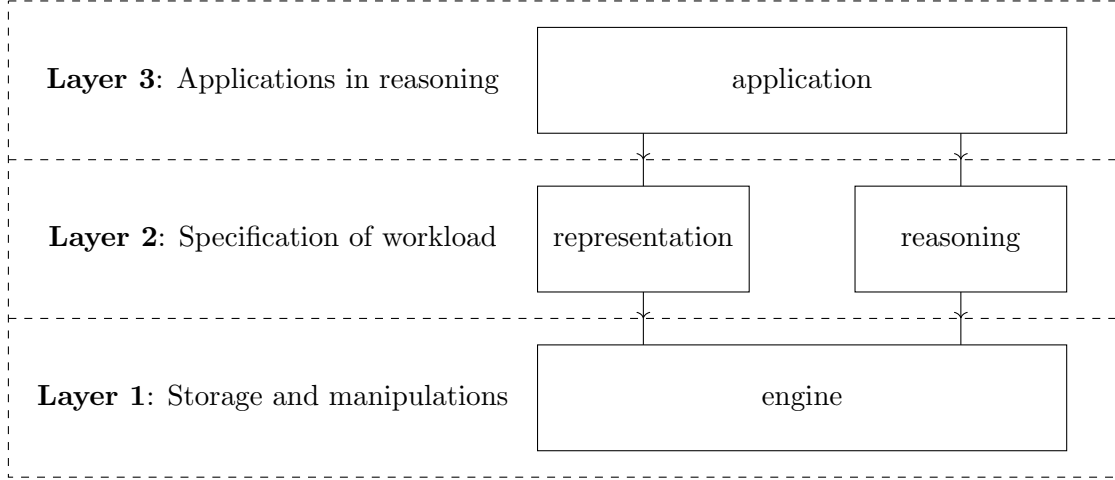 Layer 3: Applications in reasoning
application
Layer 2: Specification of workload
representation
reasoning
Layer 1: Storage and manipulations
engine